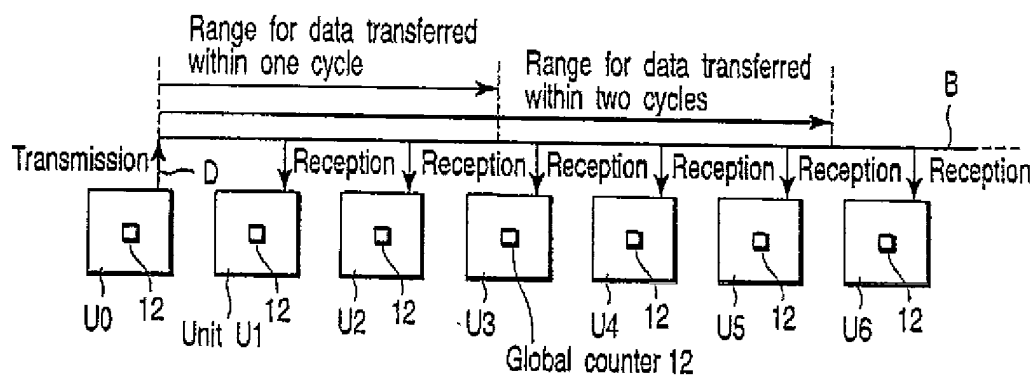 Range for data transferred
within one cycle
Range for data transferred
within two cycles
B
Transmission
D
Reception
Reception
Reception
Reception
Reception
Reception
U0
12
Unit U1
12
U2
12
U3
Global counter 12
U4
12
U5
12
U6
12